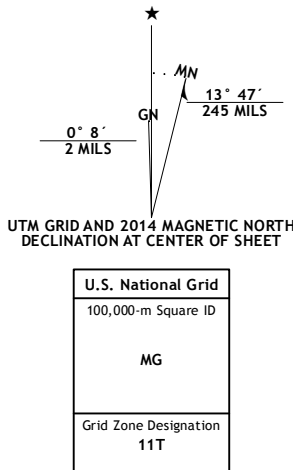 ★
MN
GN
13° 47´
245 MILS
0° 8´
2 MILS
UTM GRID AND 2014 MAGNETIC NORTH
DECLINATION AT CENTER OF SHEET
U.S. National Grid
100,000-m Square ID
MG
Grid Zone Designation
11T